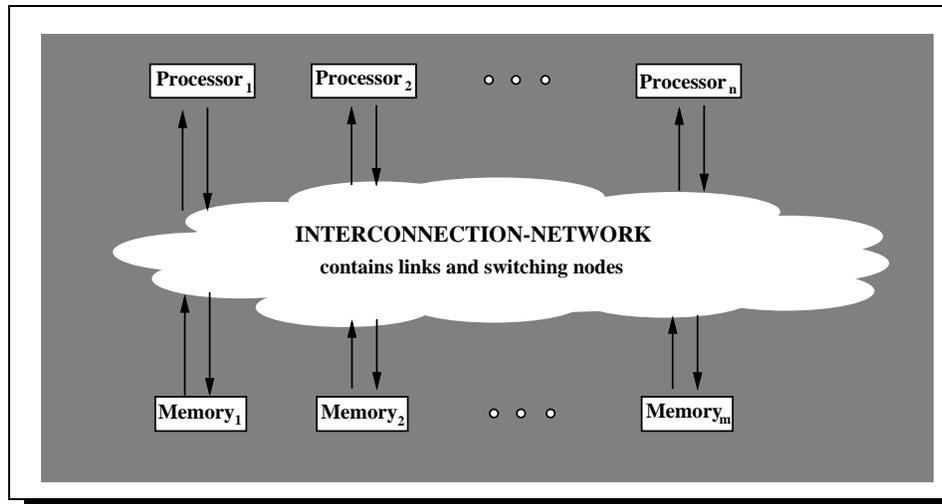 Processor₁ Processor₂ Processorₙ
INTERCONNECTION-NETWORK
contains links and switching nodes
Memory₁ Memory₂ Memoryₘ